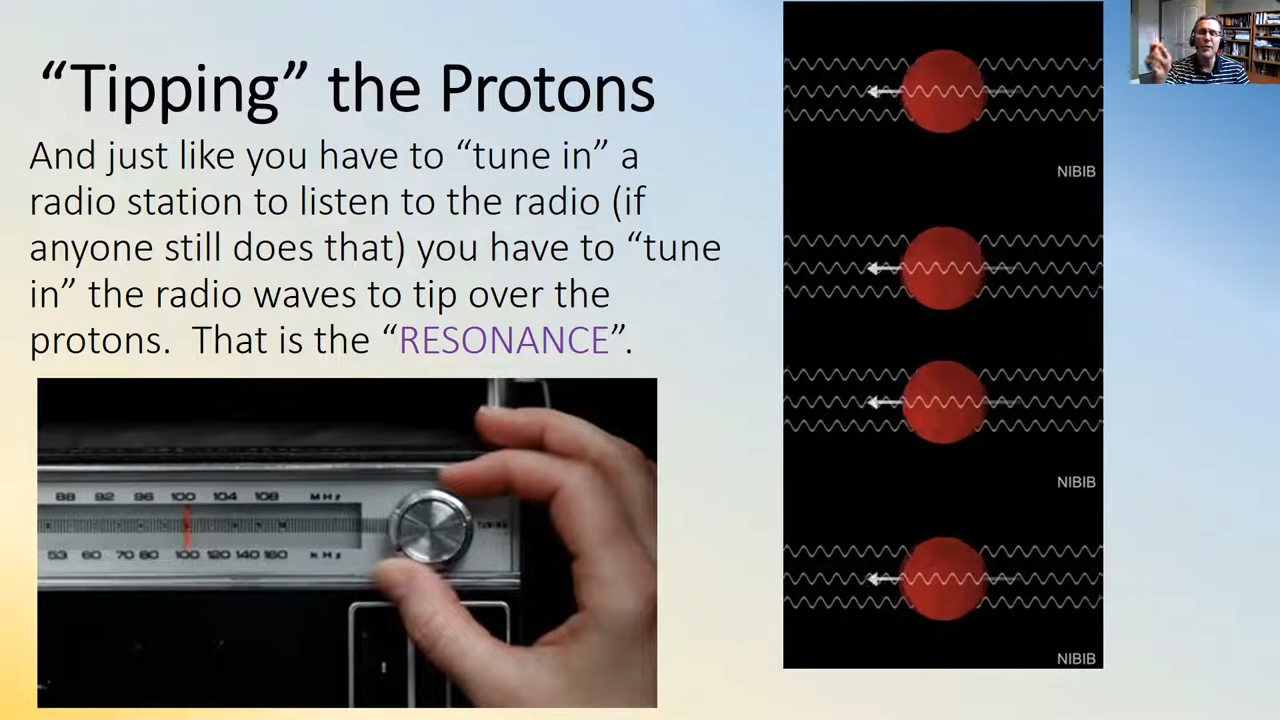 “Tipping” the Protons
And just like you have to “tune in” a
radio station to listen to the radio (if
anyone still does that) you have to “tune
in” the radio waves to tip over the
protons.  That is the “RESONANCE”.
88 92 96 100 104 108 MHz
TUNING
53 60 70 80 100 120 140 160 kHz
NIBIB
NIBIB
NIBIB